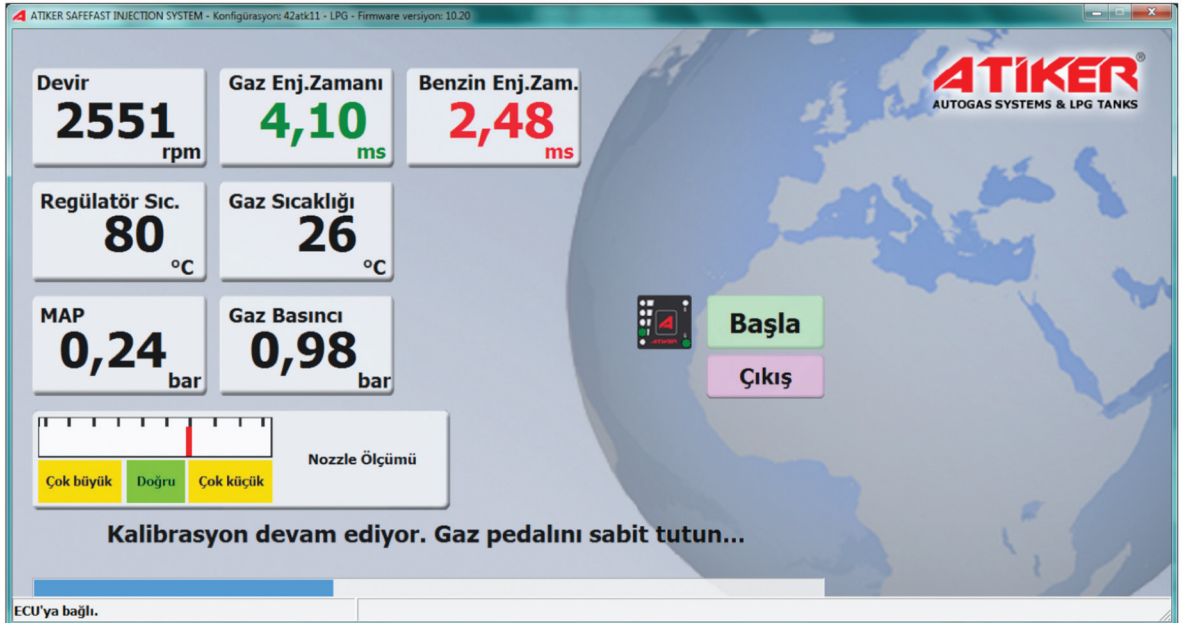 ATIKER SAFEFAST INJECTION SYSTEM - Konfigürasyon: 42atk11 - LPG - Firmware versiyon: 10.20
ATİKER®
AUTOGAS SYSTEMS & LPG TANKS
Devir
2551
rpm
Gaz Enj.Zamanı
4,10
ms
Benzin Enj.Zam.
2,48
ms
Regülatör Sıc.
80
°C
Gaz Sıcaklığı
26
°C
MAP
0,24
bar
Gaz Basıncı
0,98
bar
ATIKER
Başla
Çıkış
Çok büyük
Doğru
Çok küçük
Nozzle Ölçümü
Kalibrasyon devam ediyor. Gaz pedalını sabit tutun...
ECU'ya bağlı.